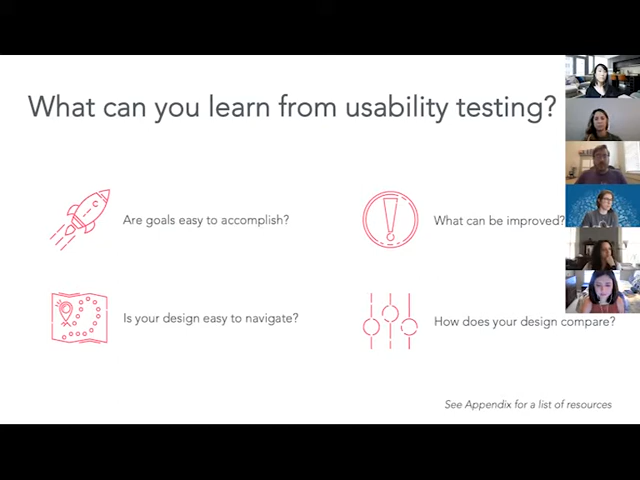 What can you learn from usability testing?
Are goals easy to accomplish?
What can be improved?
Is your design easy to navigate?
How does your design compare?
See Appendix for a list of resources